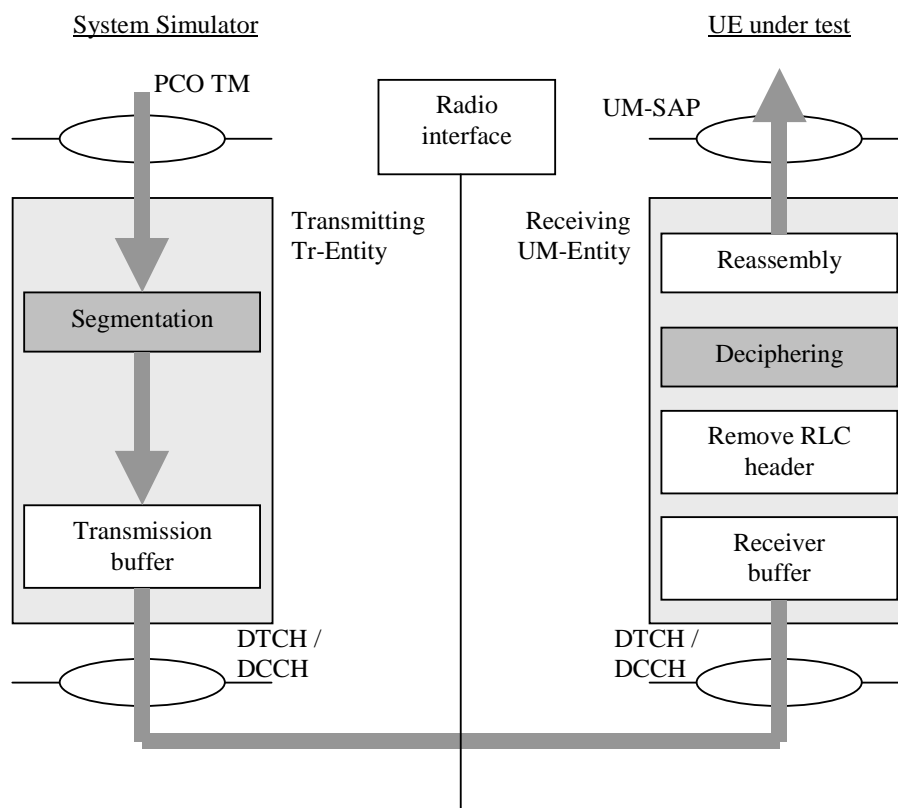 System Simulator
UE under test
PCO TM
Radio
interface
UM-SAP
Transmitting
Tr-Entity
Receiving
UM-Entity
Reassembly
Segmentation
Deciphering
Remove RLC
header
Transmission
buffer
Receiver
buffer
DTCH /
DCCH
DTCH /
DCCH